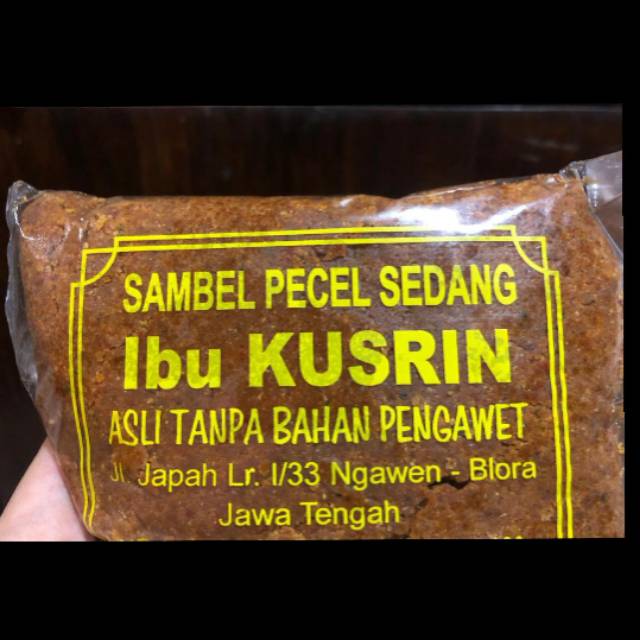 SAMBEL PECEL SEDANG
Ibu KUSRIN
ASLI TANPA BAHAN PENGAWET
Jl. Japah Lr. I/33 Ngawen - Blora
Jawa Tengah